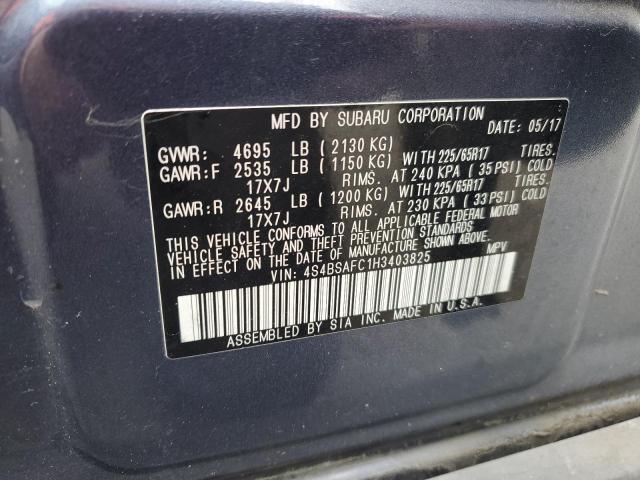 MFD BY SUBARU CORPORATION
DATE: 05/17
GVWR: 4695 LB ( 2130 KG)
GAWR:F 2535 LB ( 1150 KG) WITH 225/65R17 TIRES.
17X7J RIMS. AT 240 KPA ( 35 PSI) COLD
GAWR:R 2645 LB ( 1200 KG) WITH 225/65R17 TIRES.
17X7J RIMS. AT 230 KPA ( 33 PSI) COLD
THIS VEHICLE CONFORMS TO ALL APPLICABLE FEDERAL MOTOR
VEHICLE SAFETY AND THEFT PREVENTION STANDARDS
IN EFFECT ON THE DATE OF MANUFACTURE SHOWN ABOVE.
VIN: 4S4BSAFC1H3403825 MPV
ASSEMBLED BY SIA INC. MADE IN U.S.A.